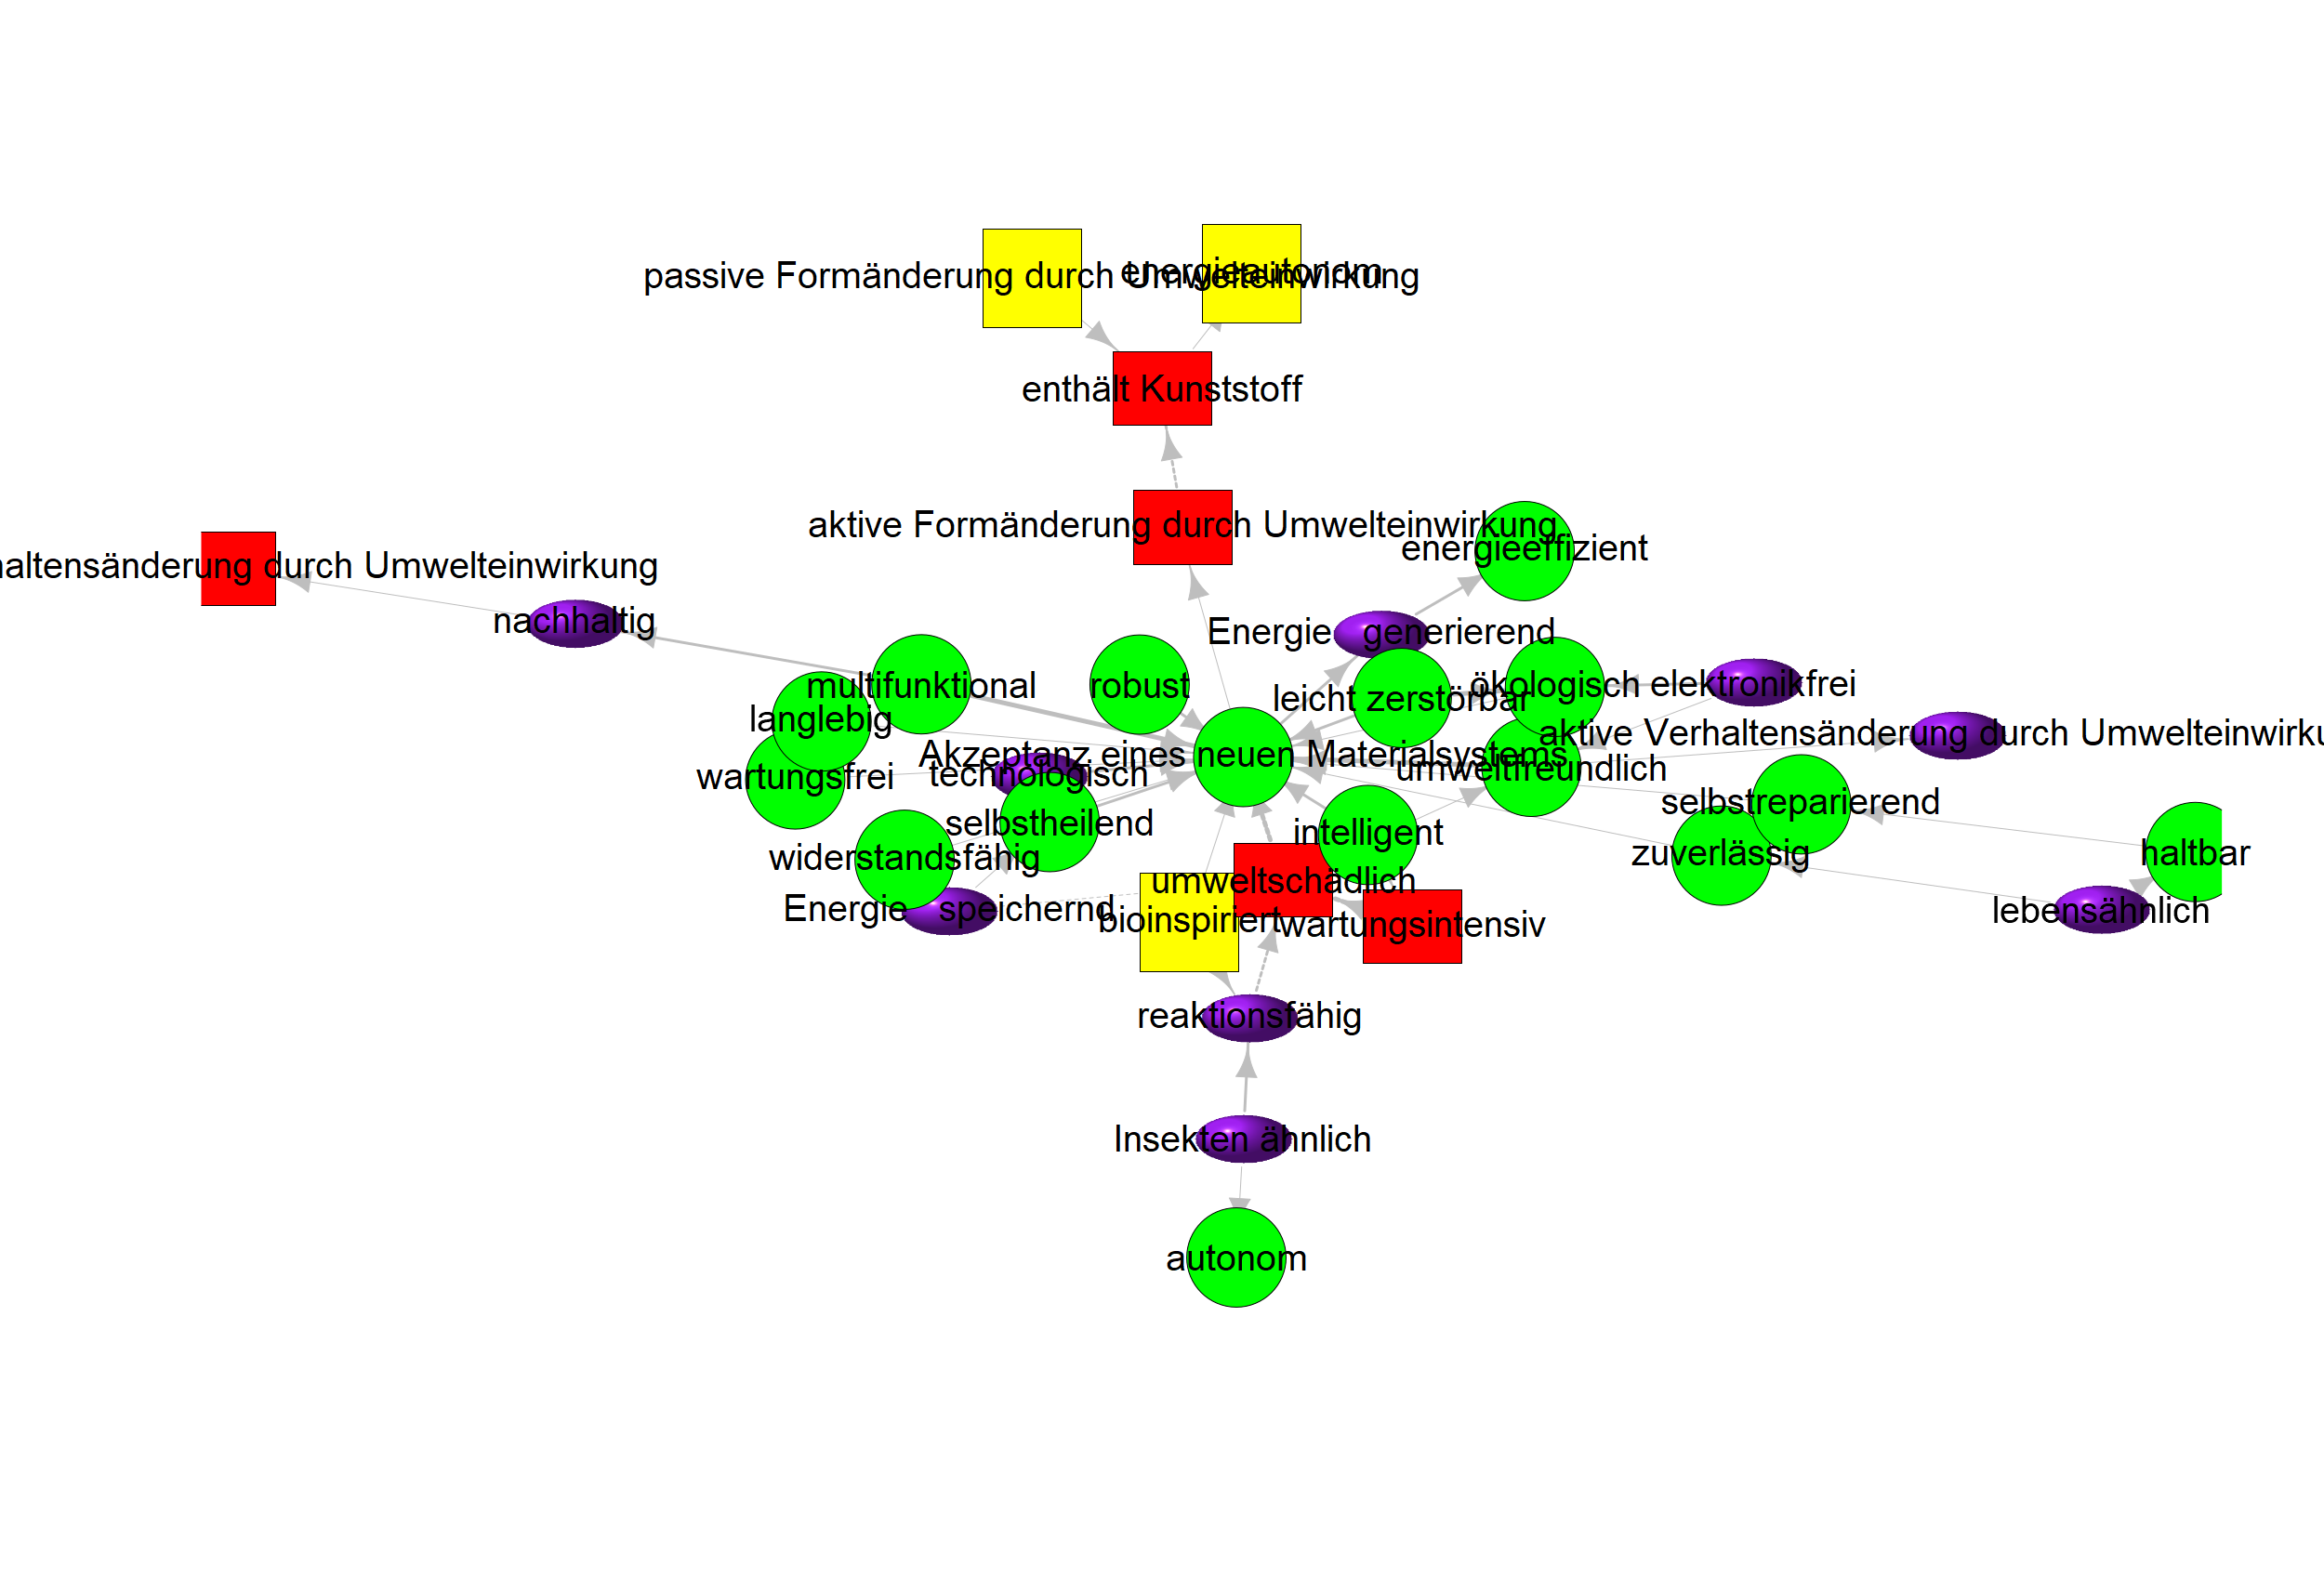 passive Formänderung durch Umwelteinwirkung
energieautonom
enthält Kunststoff
aktive Formänderung durch Umwelteinwirkung
energieeffizient
haltensänderung durch Umwelteinwirkung
nachhaltig
Energie generierend
multifunktional
robust
leicht zerstörbar
ökologisch
elektronikfrei
langlebig
aktive Verhaltensänderung durch Umwelteinwirku
Akzeptanz eines neuen Materialsystems
wartungsfrei
technologisch
umweltfreundlich
selbstreparierend
selbstheilend
intelligent
widerstandsfähig
zuverlässig
haltbar
umweltschädlich
Energie speichernd
bioinspiriert
wartungsintensiv
lebensähnlich
reaktionsfähig
Insekten ähnlich
autonom